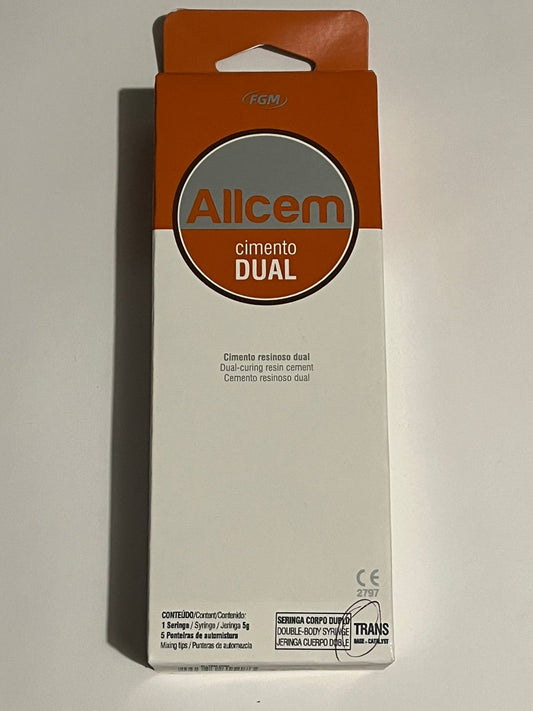 FGM
Allcem
cimento
DUAL
Cimento resinoso dual
Dual-curing resin cement
Cemento resinoso dual
CE
2797
CONTEÚDO/Content/Contenido:
1 Seringa / Syringe / Jeringa 5g
5 Ponteiras de automistura
Mixing tips / Punteras de automezcla
SERINGA CORPO DUPLO
DOUBLE-BODY SYRINGE
JERINGA CUERPO DOBLE
TRANS
BASE - CATALYST